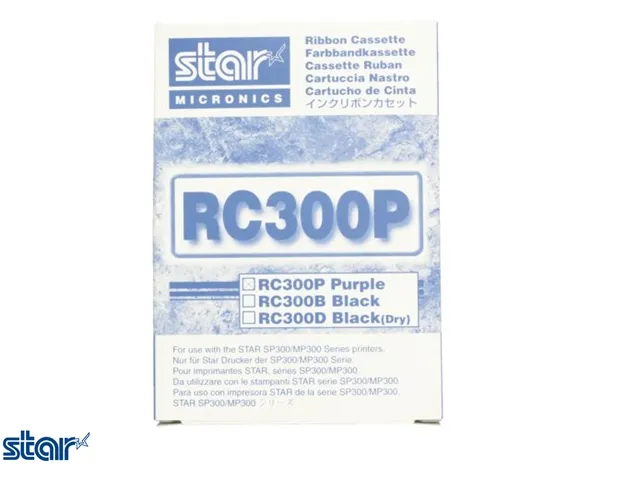 star
MICRONICS
Ribbon Cassette
Farbbandkassette
Cassette Ruban
Cartuccia Nastro
Cartucho de Cinta
インクリボンカセット
RC300P
RC300P Purple
RC300B Black
RC300D Black(Dry)
For use with the STAR SP300/MP300 Series printers.
Nur für Star Drucker der SP300/MP300 Serie.
Pour imprimantes STAR, séries SP300/MP300
Da utilizzare con le stampanti STAR serie SP300/MP300.
Para uso con impresora STAR de la serie SP300/MP300.
STAR SP300/MP300 シリーズ
star